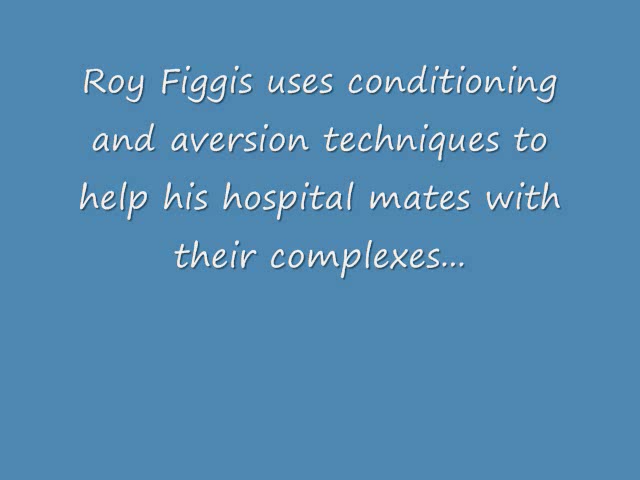 Roy Figgis uses conditioning
and aversion techniques to
help his hospital mates with
their complexes...